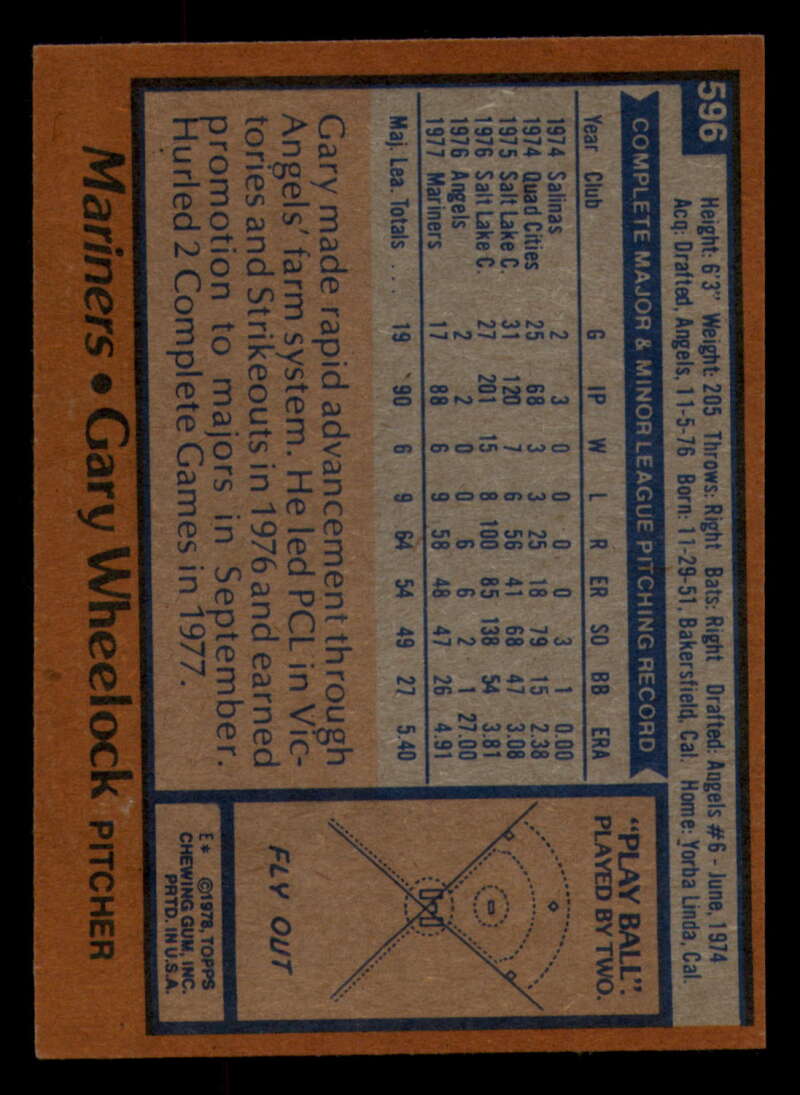 596
Height: 6'3" Weight: 205 Throws: Right Bats: Right Drafted: Angels #6 - June, 1974
Acq: Drafted, Angels, 11-5-76 Born: 11-29-51, Bakersfield, Cal. Home: Yorba Linda, Cal.
COMPLETE MAJOR & MINOR LEAGUE PITCHING RECORD
Year Club G IP W L R ER SO BB ERA
1974 Salinas 2 3 0 0 0 0 3 1 0.00
1974 Quad Cities 25 68 3 3 25 18 79 15 2.38
1975 Salt Lake C. 31 120 7 6 56 41 68 47 3.08
1976 Salt Lake C. 27 201 15 8 100 85 138 54 3.81
1976 Angels 2 2 0 0 6 6 2 1 27.00
1977 Mariners 17 88 6 9 58 48 47 26 4.91
Maj. Lea. Totals .... 19 90 6 9 64 54 49 27 5.40
Gary made rapid advancement through
Angels' farm system. He led PCL in Vic-
tories and Strikeouts in 1976 and earned
promotion to majors in September.
Hurled 2 Complete Games in 1977.
"PLAY BALL":
PLAYED BY TWO.
FLY OUT
E* ©1978, TOPPS
CHEWING GUM, INC.
PRTD. IN U.S.A.
Mariners • Gary Wheelock PITCHER